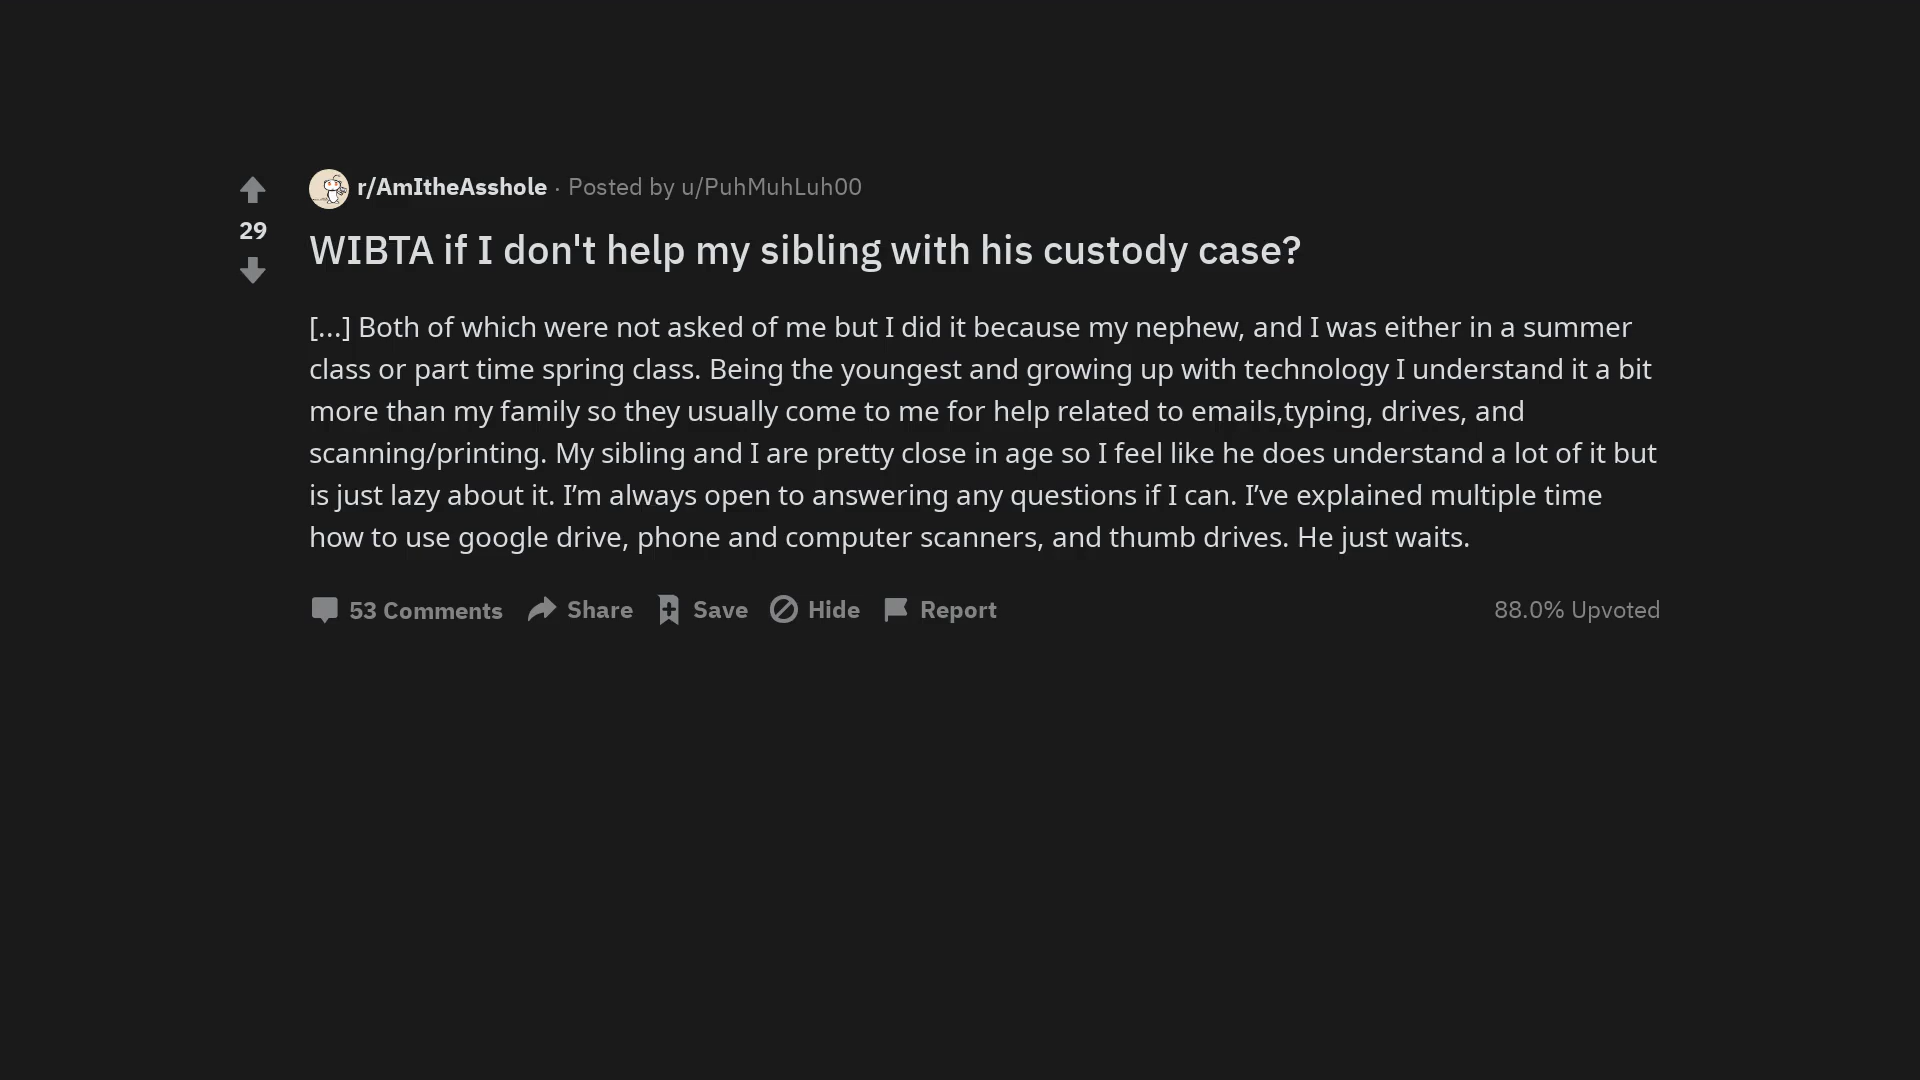 r/AmItheAsshole · Posted by u/PuhMuhLuh00
29
WIBTA if I don't help my sibling with his custody case?
[...] Both of which were not asked of me but I did it because my nephew, and I was either in a summer
class or part time spring class. Being the youngest and growing up with technology I understand it a bit
more than my family so they usually come to me for help related to emails,typing, drives, and
scanning/printing. My sibling and I are pretty close in age so I feel like he does understand a lot of it but
is just lazy about it. I’m always open to answering any questions if I can. I’ve explained multiple time
how to use google drive, phone and computer scanners, and thumb drives. He just waits.
53 Comments Share Save Hide Report 88.0% Upvoted